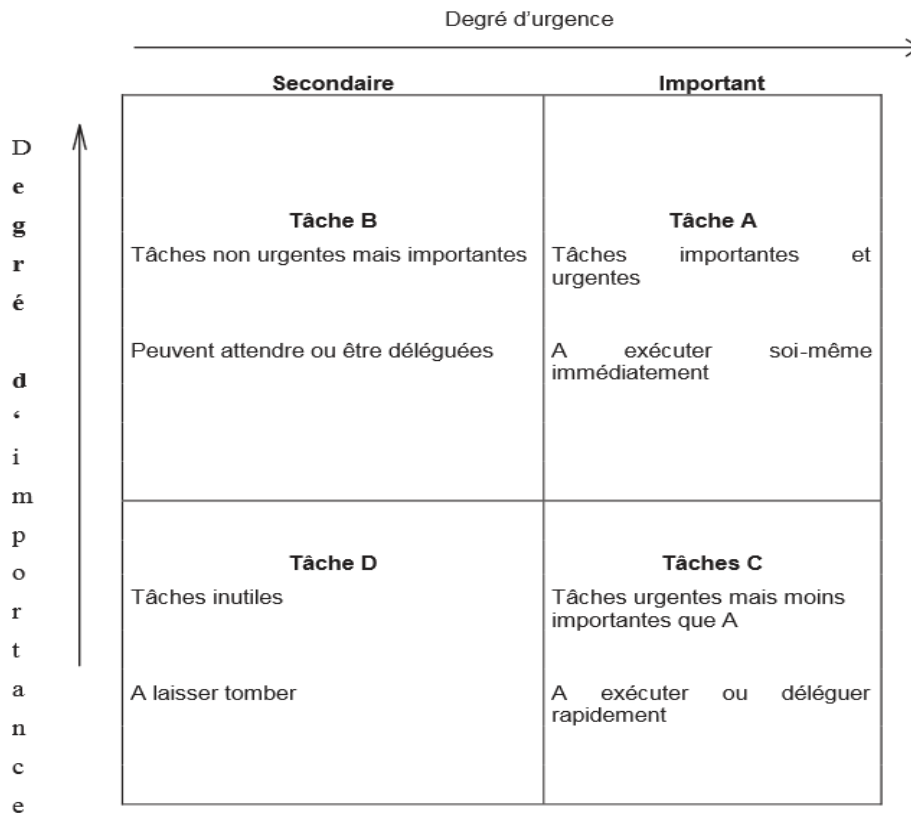 Degré d'urgence
Secondaire
Important
Degré d‘importance
Tâche B
Tâches non urgentes mais importantes
Peuvent attendre ou être déléguées
Tâche A
Tâches importantes et
urgentes
A exécuter soi-même
immédiatement
Tâche D
Tâches inutiles
A laisser tomber
Tâches C
Tâches urgentes mais moins
importantes que A
A exécuter ou déléguer
rapidement